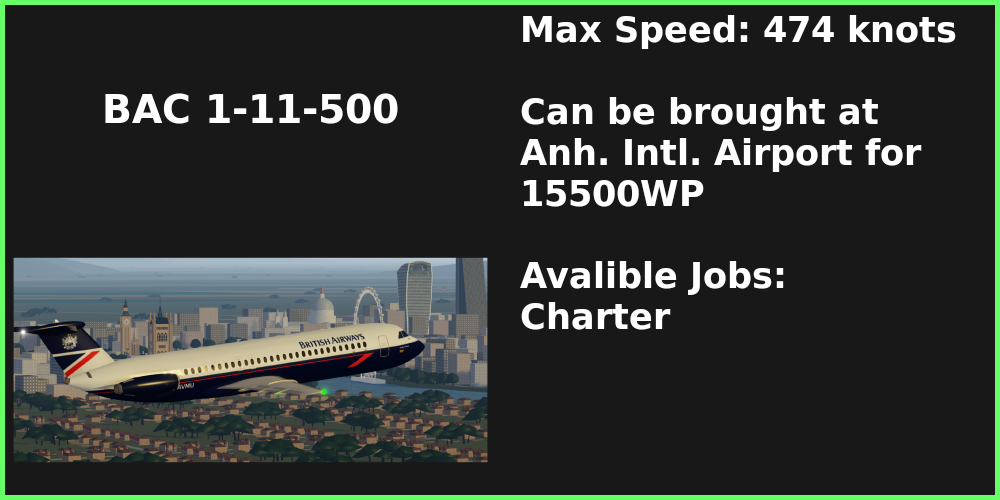 BAC 1-11-500
Max Speed: 474 knots
Can be brought at
Anh. Intl. Airport for
15500WP
Avalible Jobs:
Charter
BRITISH AIRWAYS
AVMU